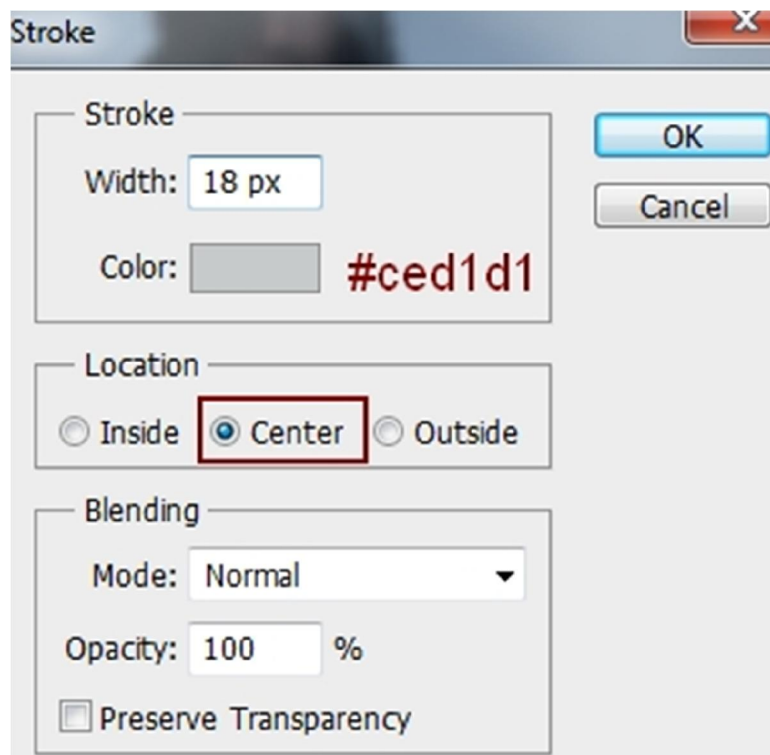 Stroke
Stroke
OK
Width: 18 px
Cancel
Color: #ced1d1
Location
Inside Center Outside
Blending
Mode: Normal
Opacity: 100 %
Preserve Transparency